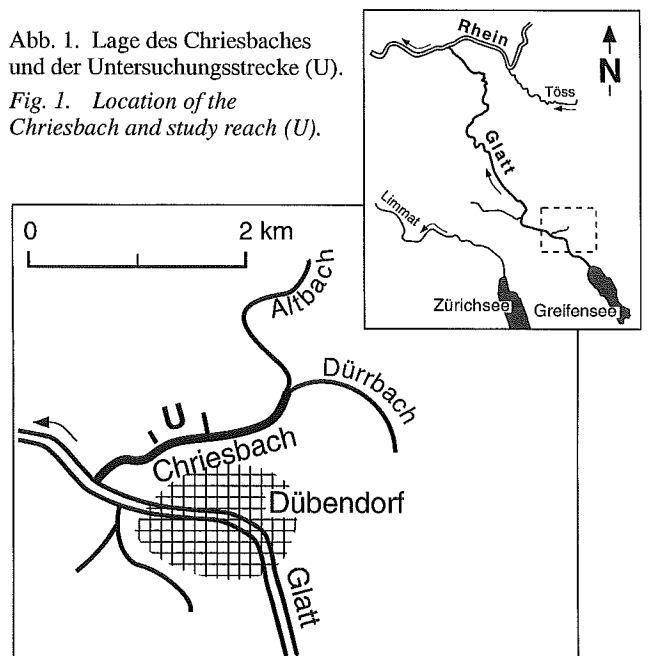 Abb. 1. Lage des Chriesbaches
und der Untersuchungsstrecke (U).
Fig. 1. Location of the
Chriesbach and study reach (U).
Rhein
N
Töss
Glatt
Limmat
Zürichsee
Greifensee
0 2 km
Altbach
Dürrbach
U
Chriesbach
Dübendorf
Glatt